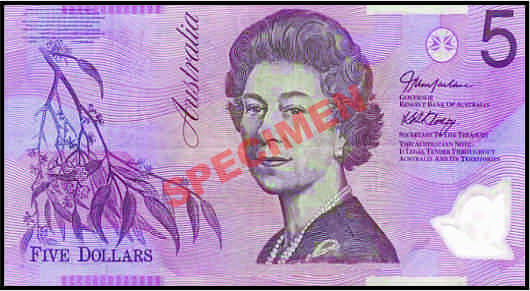 Australia
5
GOVERNOR
RESERVE BANK OF AUSTRALIA
SECRETARY TO THE TREASURY
THIS AUSTRALIAN NOTE
IS LEGAL TENDER THROUGHOUT
AUSTRALIA AND ITS TERRITORIES
SPECIMEN
FIVE DOLLARS